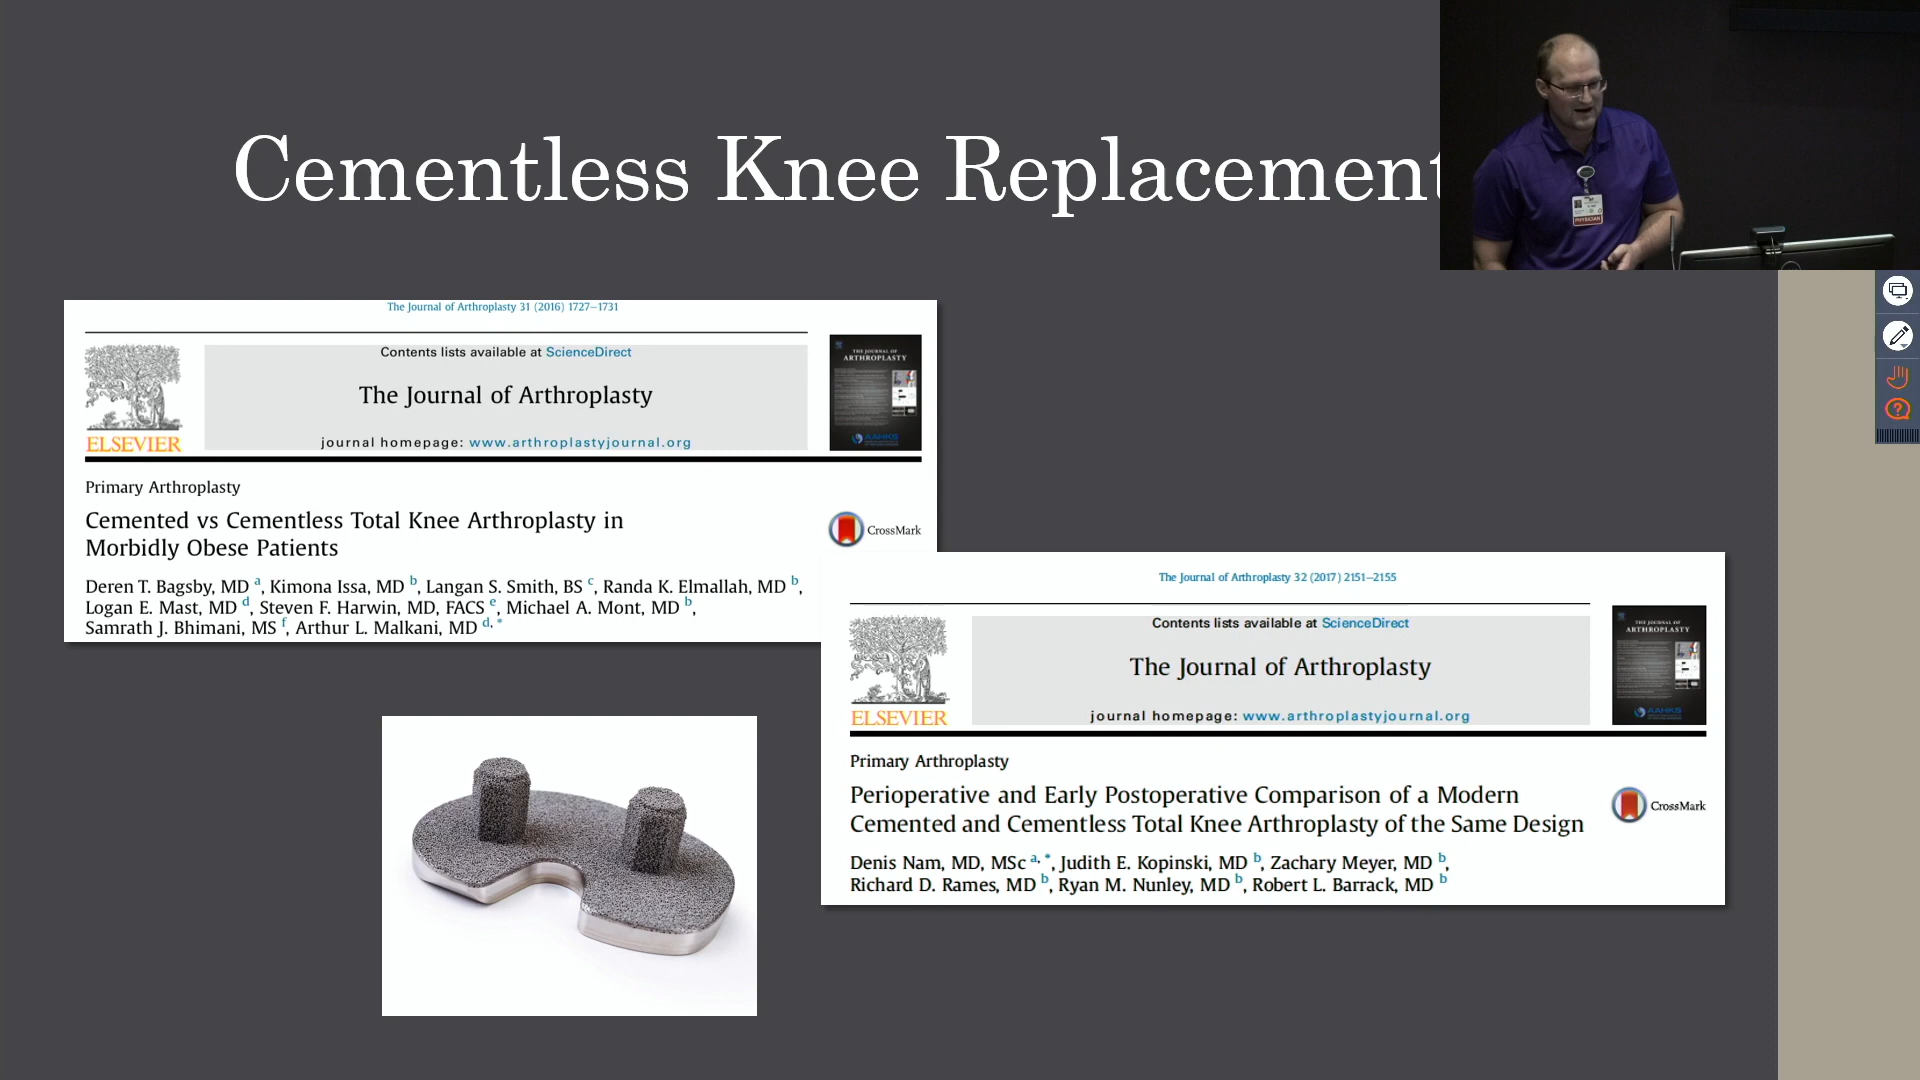 Cementless Knee Replacement
PHYSICIAN
The Journal of Arthroplasty 31 (2016) 1727–1731
Contents lists available at ScienceDirect
The Journal of Arthroplasty
journal homepage: www.arthroplastyjournal.org
ELSEVIER
THE JOURNAL OF
ARTHROPLASTY
AAHKS
Primary Arthroplasty
Cemented vs Cementless Total Knee Arthroplasty in
Morbidly Obese Patients
CrossMark
Deren T. Bagsby, MD a, Kimona Issa, MD b, Langan S. Smith, BS c, Randa K. Elmallah, MD b,
Logan E. Mast, MD d, Steven F. Harwin, MD, FACS e, Michael A. Mont, MD b,
Samrath J. Bhimani, MS f, Arthur L. Malkani, MD d, *
The Journal of Arthroplasty 32 (2017) 2151–2155
Contents lists available at ScienceDirect
The Journal of Arthroplasty
journal homepage: www.arthroplastyjournal.org
ELSEVIER
THE JOURNAL OF
ARTHROPLASTY
AAHKS
Primary Arthroplasty
Perioperative and Early Postoperative Comparison of a Modern
Cemented and Cementless Total Knee Arthroplasty of the Same Design
CrossMark
Denis Nam, MD, MSc a, *, Judith E. Kopinski, MD b, Zachary Meyer, MD b,
Richard D. Rames, MD b, Ryan M. Nunley, MD b, Robert L. Barrack, MD b